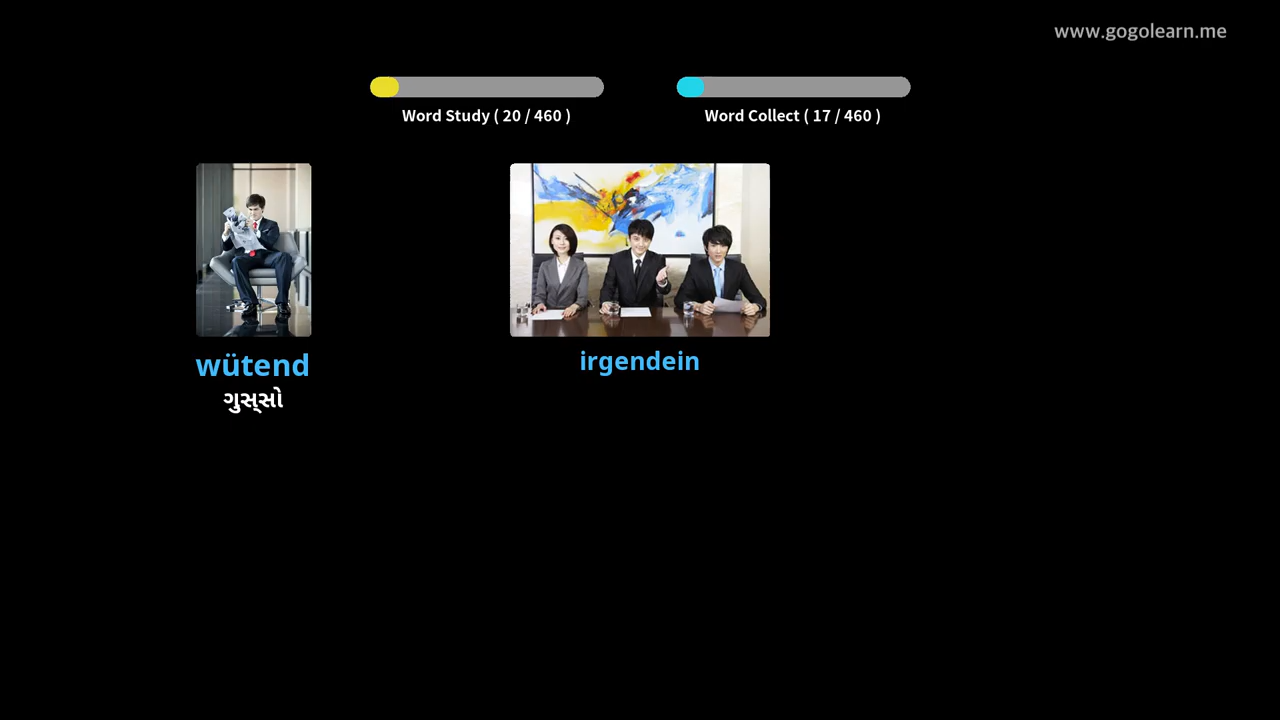 www.gogolearn.me
Word Study ( 20 / 460 )
Word Collect ( 17 / 460 )
wütend
irgendein
ગુસ્‌સો